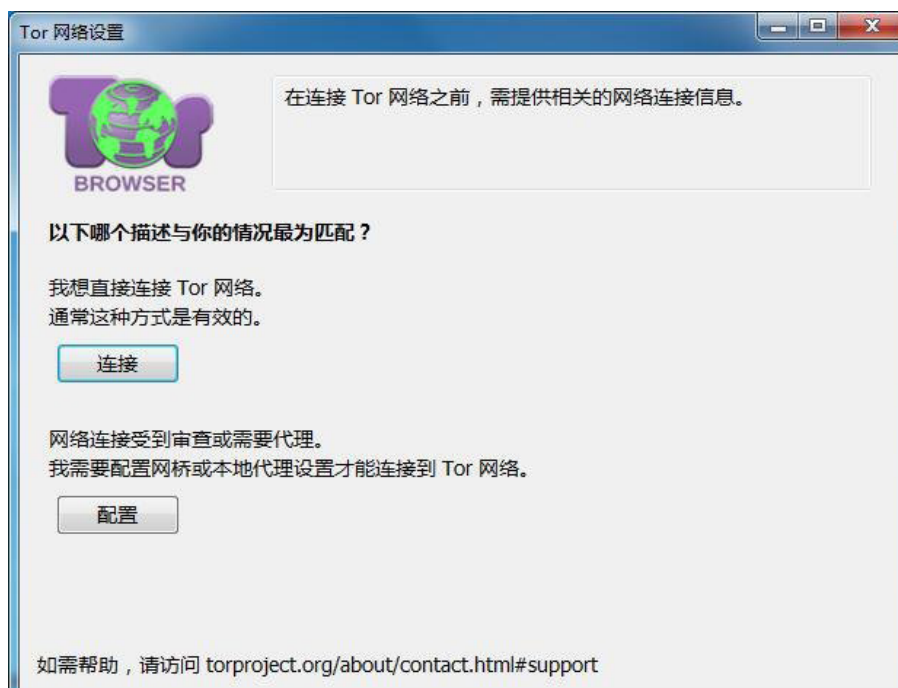 Tor 网络设置
Tor
BROWSER
在连接 Tor 网络之前，需提供相关的网络连接信息。
以下哪个描述与你的情况最为匹配？
我想直接连接 Tor 网络。
通常这种方式是有效的。
连接
网络连接受到审查或需要代理。
我需要配置网桥或本地代理设置才能连接到 Tor 网络。
配置
如需帮助，请访问 torproject.org/about/contact.html#support